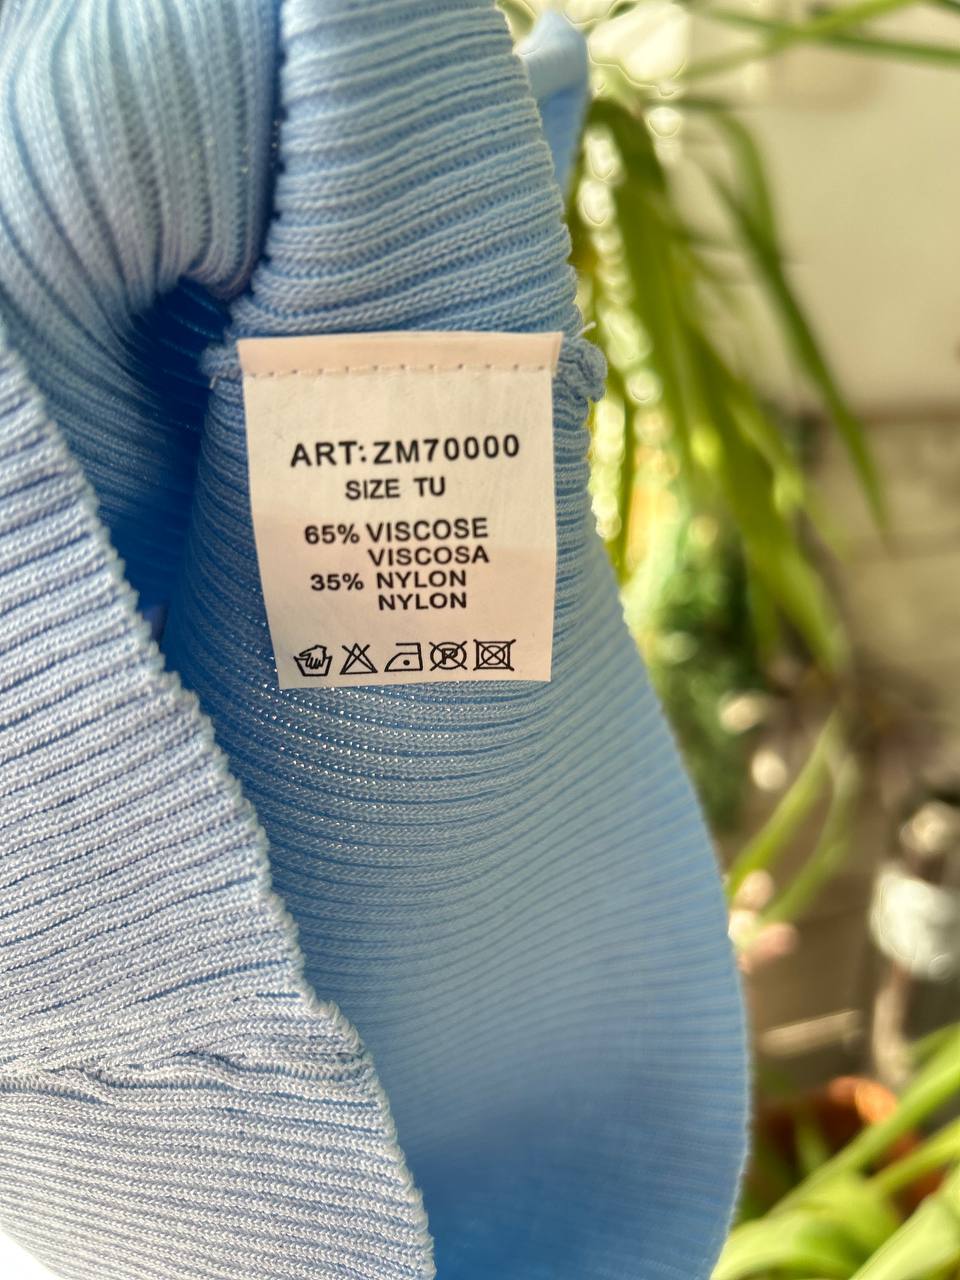 ART:ZM70000
SIZE TU
65% VISCOSE
VISCOSA
35% NYLON
NYLON